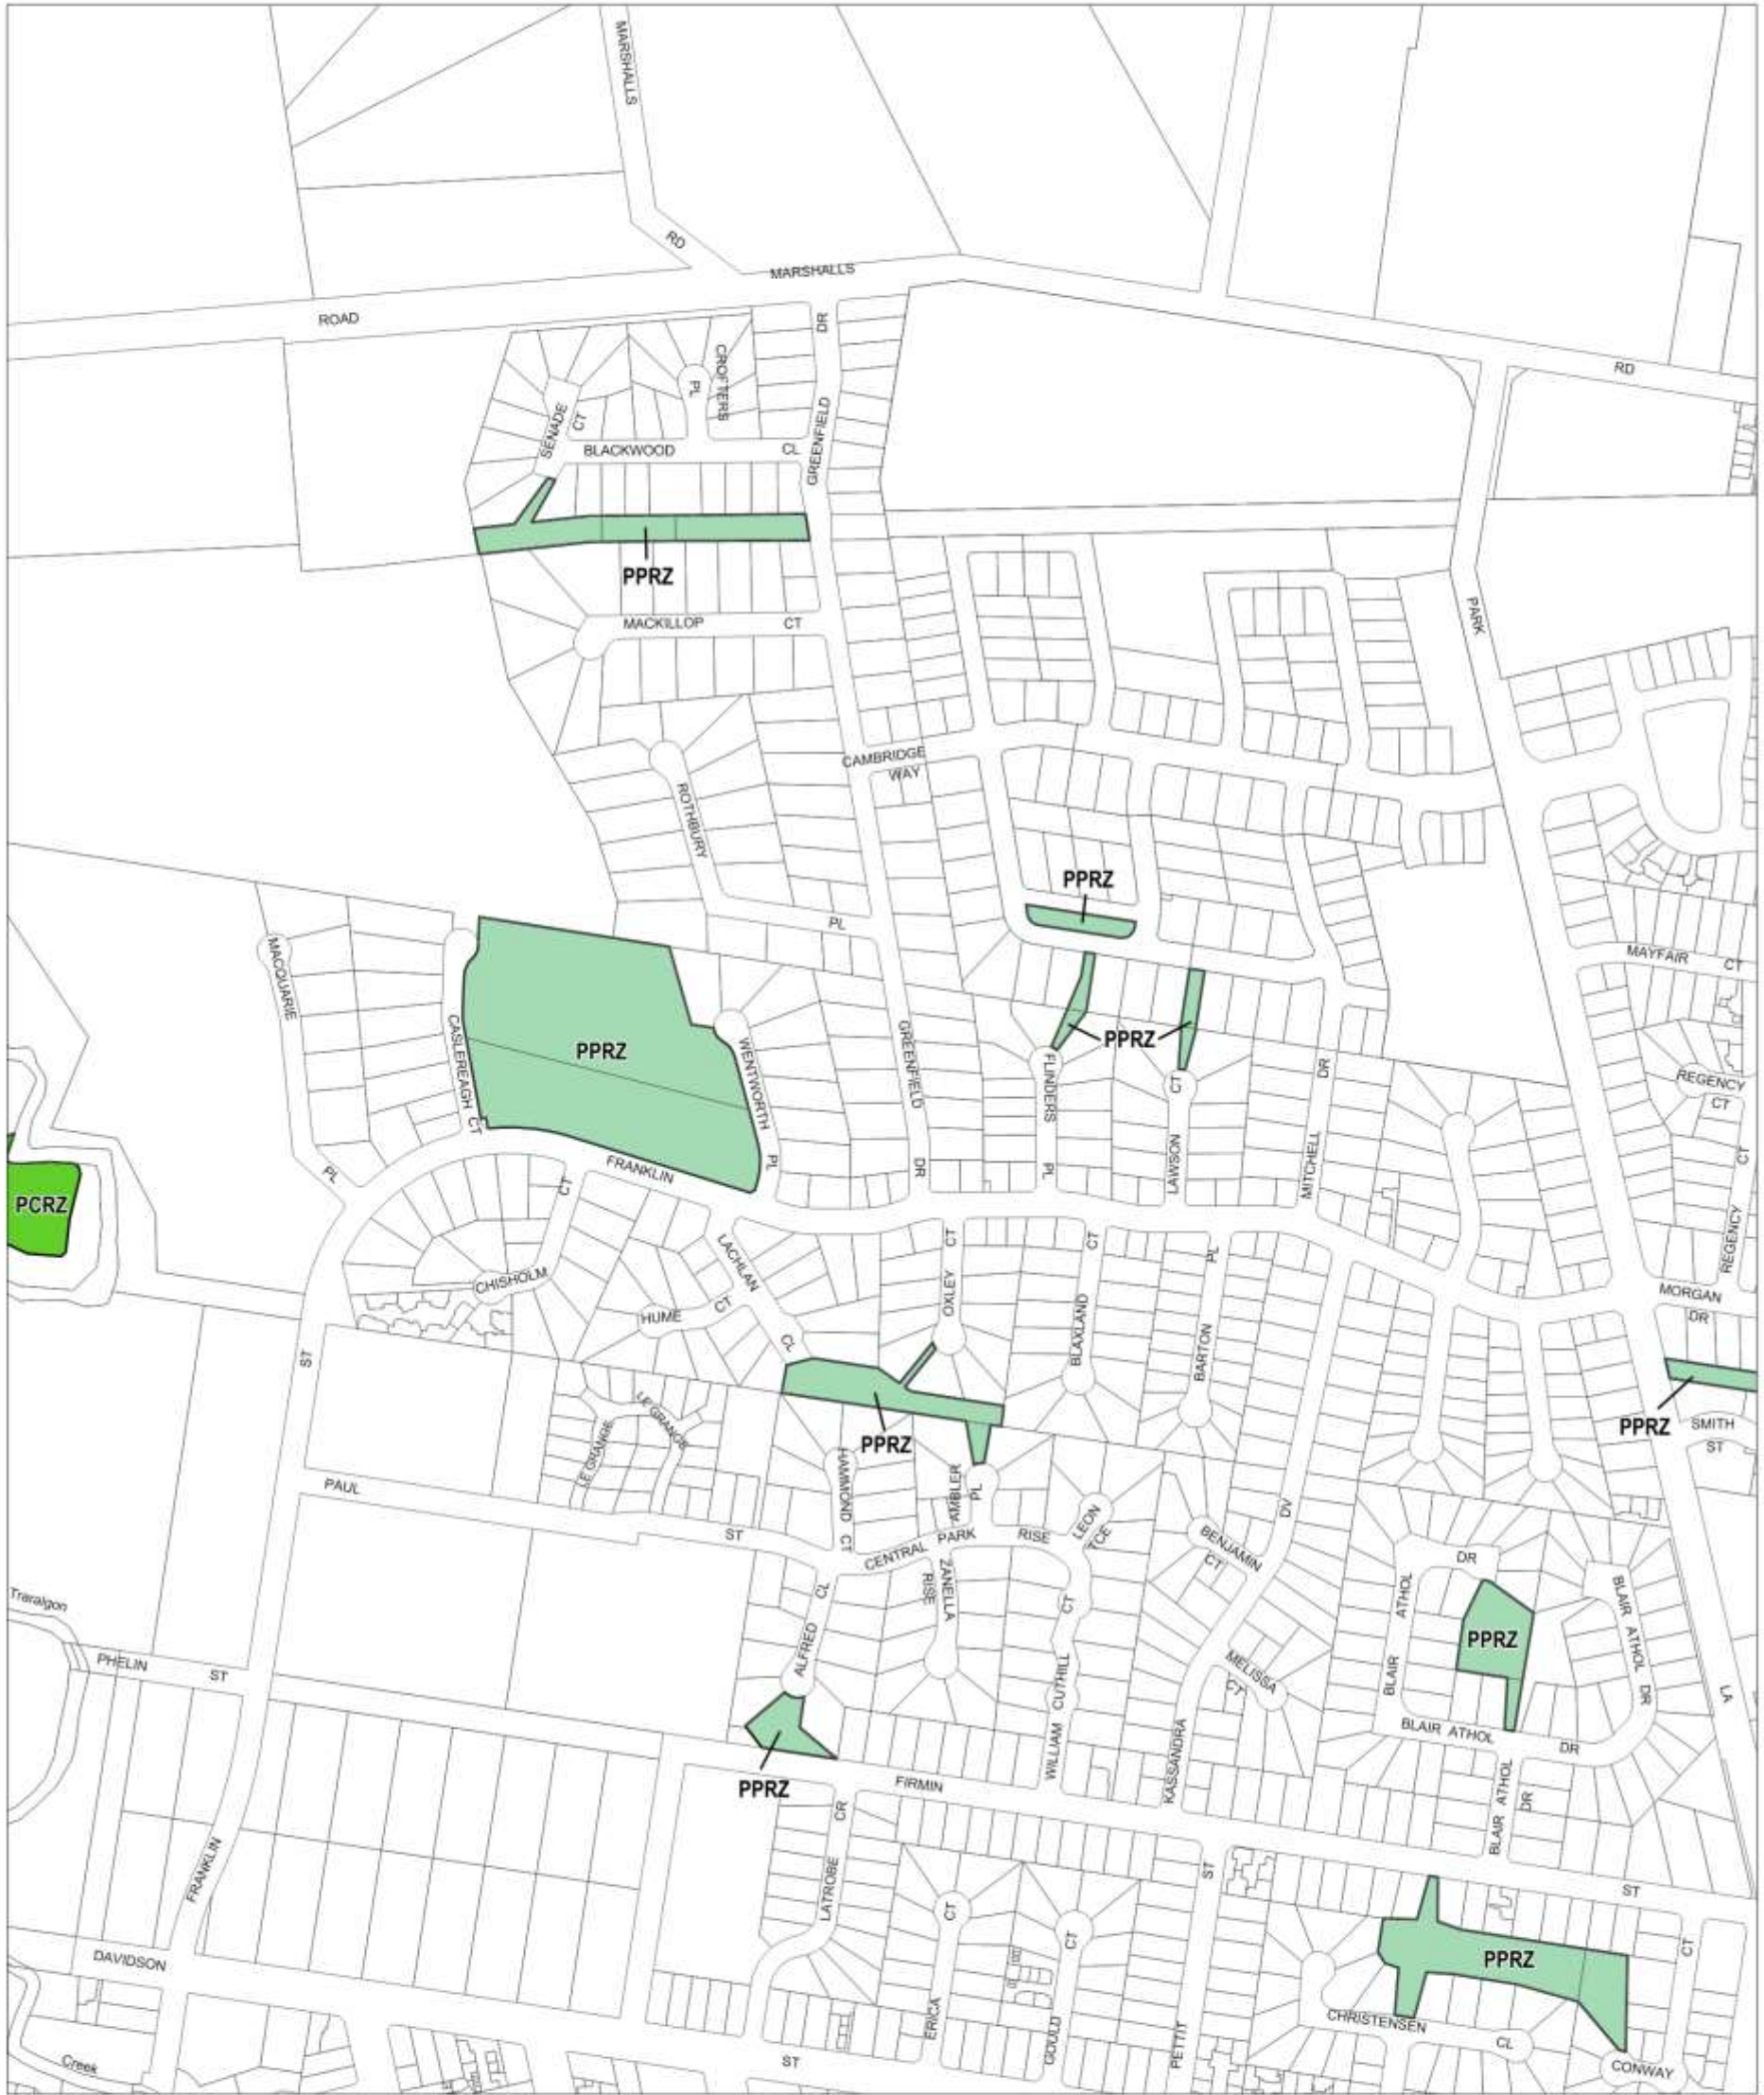 MARSHALLS
RD
MARSHALLS
ROAD
DR
RD
CROFTERS
PL
SENADE
CT
BLACKWOOD
CL
GREENFIELD
PPRZ
MACKILLOP
CT
PARK
CAMBRIDGE
WAY
ROTHBURY
PL
PPRZ
MACQUARIE
PL
CASLEREAGH CT
PPRZ
WENTWORTH
PL
GREENFIELD
DR
PPRZ
FLINDERS
PL
CT
LAWSON
DR
MITCHELL
MAYFAIR
CT
REGENCY
CT
CT
REGENCY
PCRZ
FRANKLIN
CT
CHISHOLM
LACHLAN
CL
HUME
CT
ST
CT
OXLEY
CT
BLAXLAND
PL
BARTON
MORGAN
DR
PPRZ
SMITH
ST
LE GRANGE
LE GRANGE
PPRZ
HAMMOND CT
AMBLER
PL
PAUL
ST
CENTRAL PARK RISE
LEON
TCE
DV
BENJAMIN
CT
ZANELLA
RISE
CL
ALFRED
CT
WILLIAM CUTHILL
MELISSA
CT
KASSANDRA
DR
BLAIR ATHOL
PPRZ
BLAIR ATHOL DR
BLAIR ATHOL
DR
BLAIR ATHOL
DR
LA
Traralgon
PHELIN
ST
PPRZ
FIRMIN
CR
LATROBE
ST
ST
FRANKLIN
DAVIDSON
CT
ERICA
CT
GOULD
PETTIT
PPRZ
CT
CHRISTENSEN
CL
CONWAY
Creek
ST